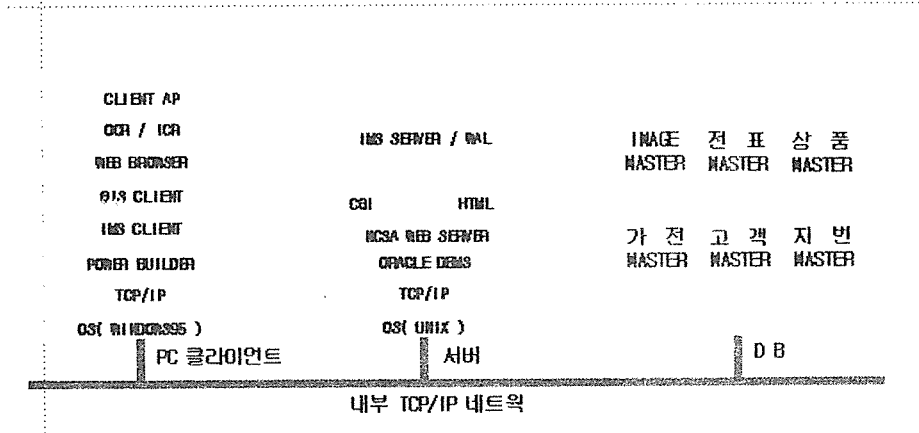 CLIENT AP
OCR / ICR
WEB BROWSER
CLIENT
IMS CLIENT
POWER BUILDER
TCP/IP
OS( WINDOWS95 )
PC 클라이언트
IMS SERVER / WAL
CGI HTML
NCSA WEB SERVER
ORACLE DBMS
TCP/IP
OS( UNIX )
서버
IMAGE 전 표 상 품
MASTER MASTER MASTER
가 전 고 객 지 번
MASTER MASTER MASTER
D B
내부 TCP/IP 네트웍